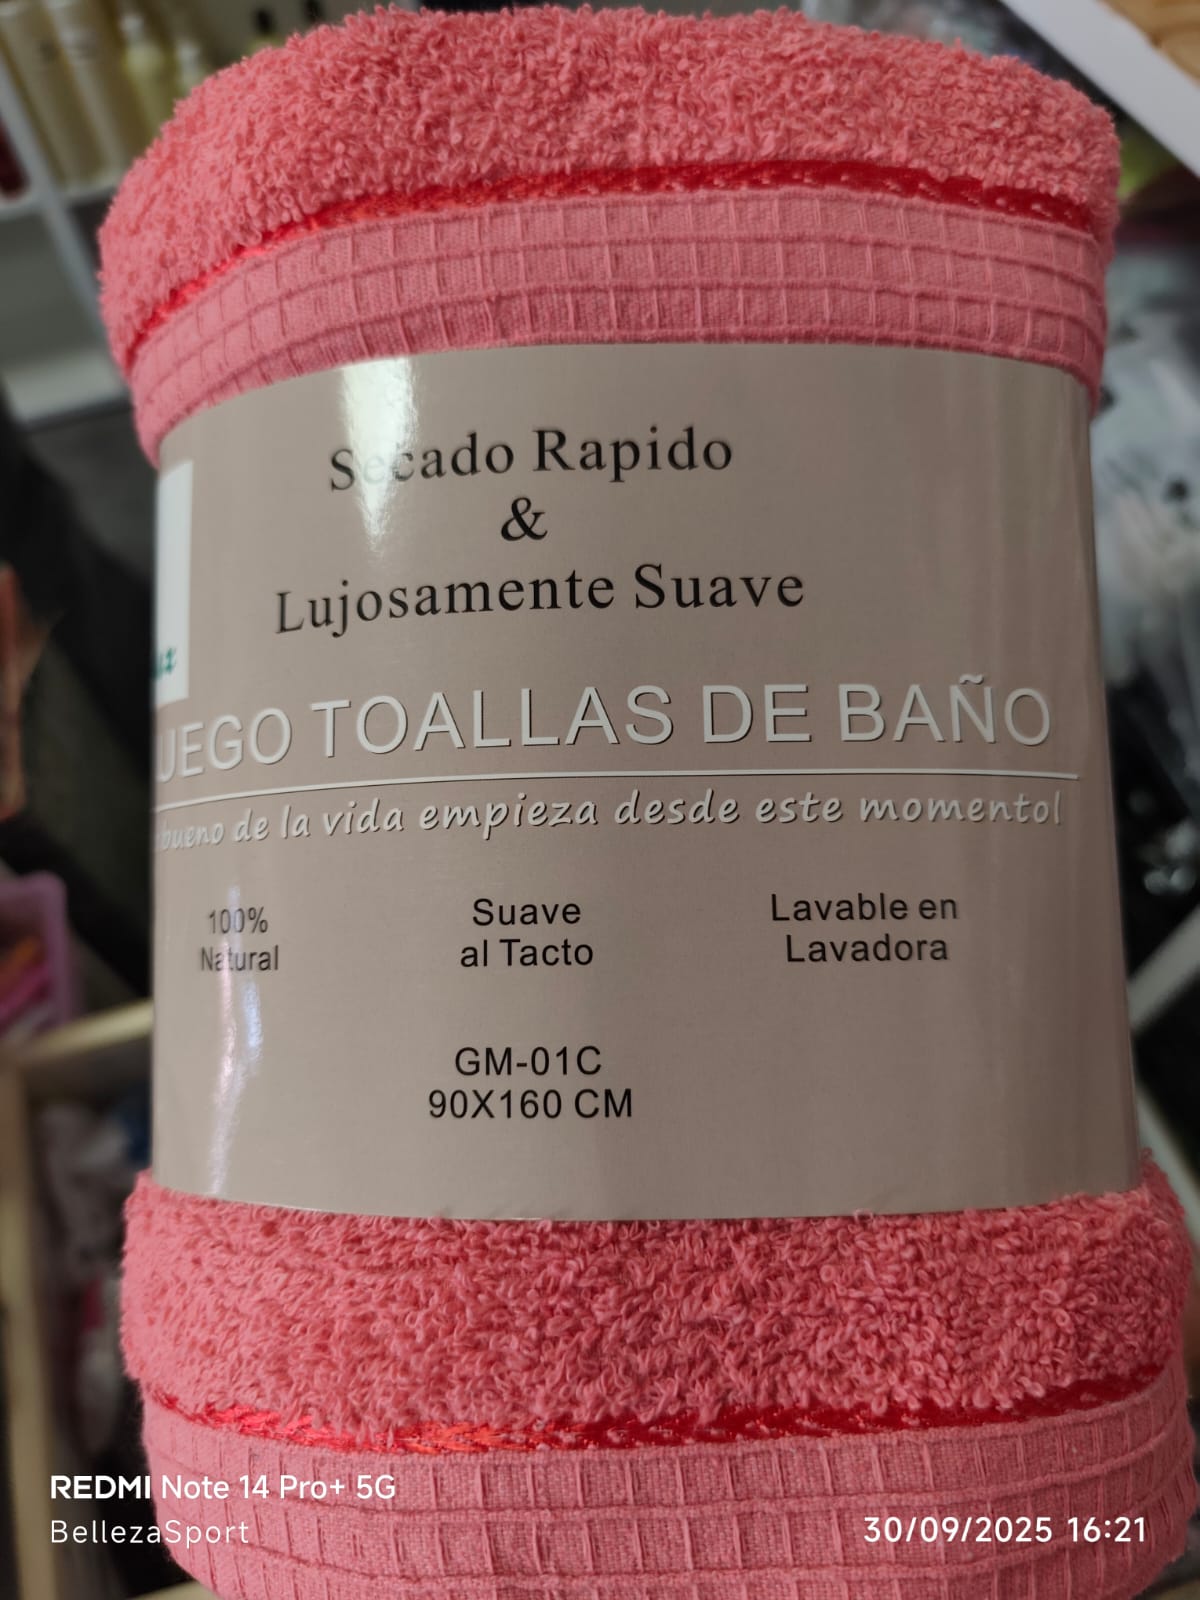 Secado Rapido
&
Lujosamente Suave
UEGO TOALLAS DE BAÑO
bueno de la vida empieza desde este momento!
100%
Natural
Suave
al Tacto
Lavable en
Lavadora
GM-01C
90X160 CM
REDMI Note 14 Pro+ 5G
BellezaSport
30/09/2025 16:21